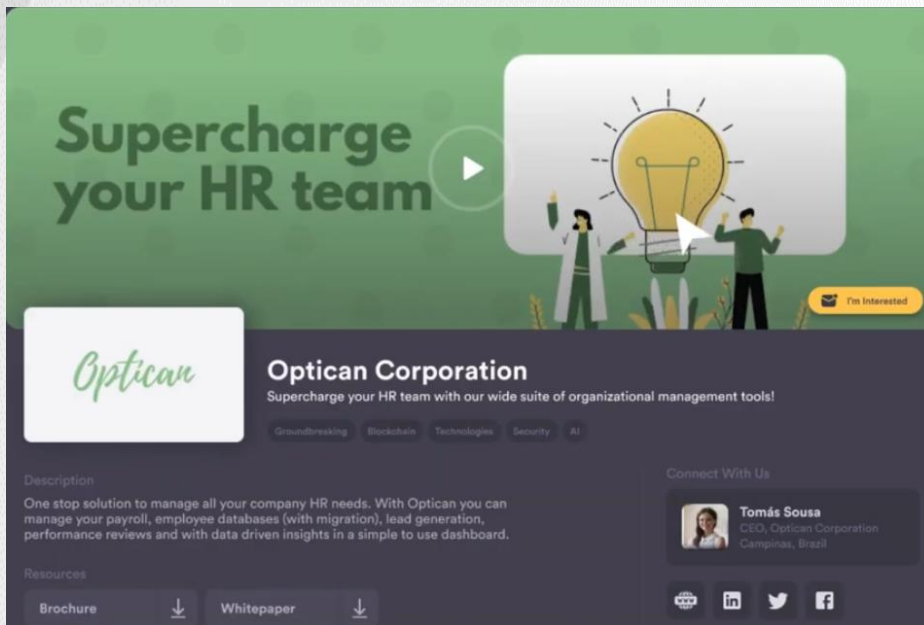 Supercharge
your HR team
I'm Interested
Optican
Optican Corporation
Supercharge your HR team with our wide suite of organizational management tools!
Groundbreaking Blockchain Technologies Security AI
Description
One stop solution to manage all your company HR needs. With Optican you can
manage your payroll, employee databases (with migration), lead generation,
performance reviews and with data driven insights in a simple to use dashboard.
Resources
Brochure
Whitepaper
Connect With Us
Tomás Sousa
CEO, Optican Corporation
Campinas, Brazil
www
in
f